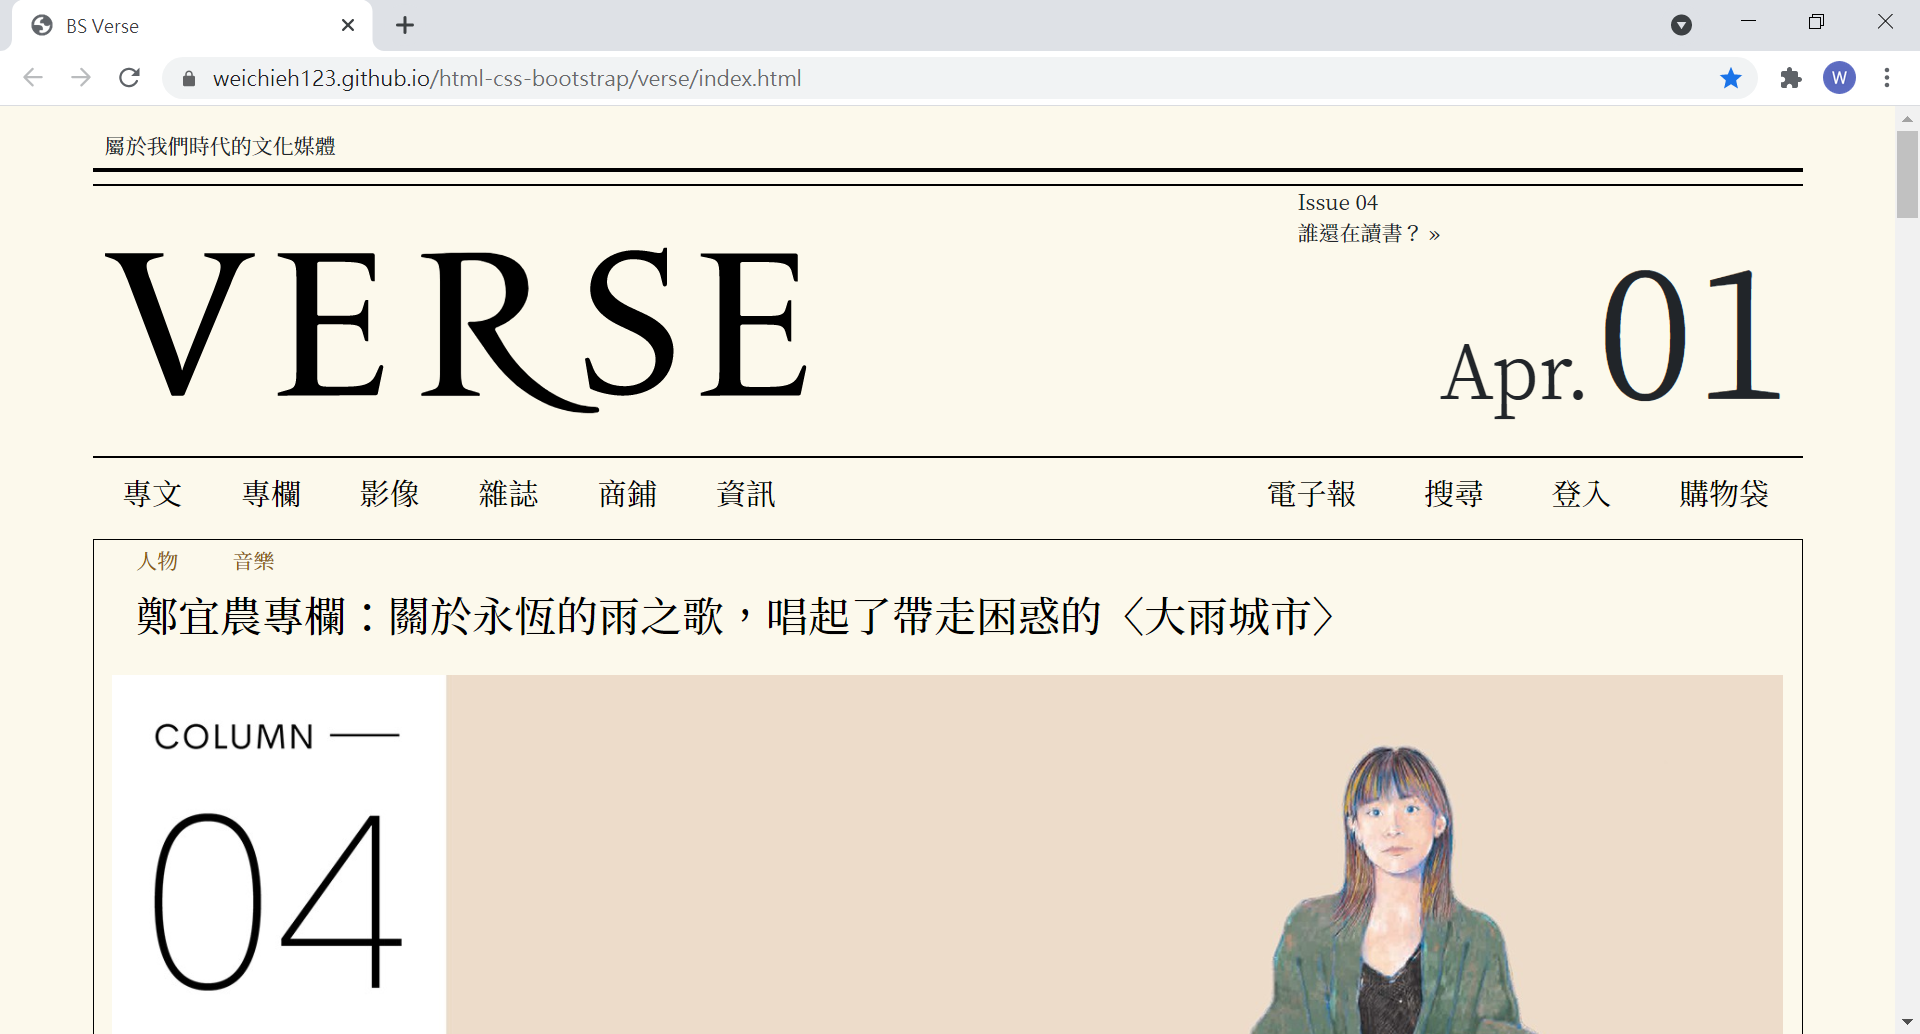 BS Verse
weichieh123.github.io/html-css-bootstrap/verse/index.html
W
屬於我們時代的文化媒體
Issue 04
誰還在讀書？ »
VERSE
Apr. 01
專文 專欄 影像 雜誌 商鋪 資訊 電子報 搜尋 登入 購物袋
人物 音樂
鄭宜農專欄：關於永恆的雨之歌，唱起了帶走困惑的〈大雨城市〉
COLUMN —
04